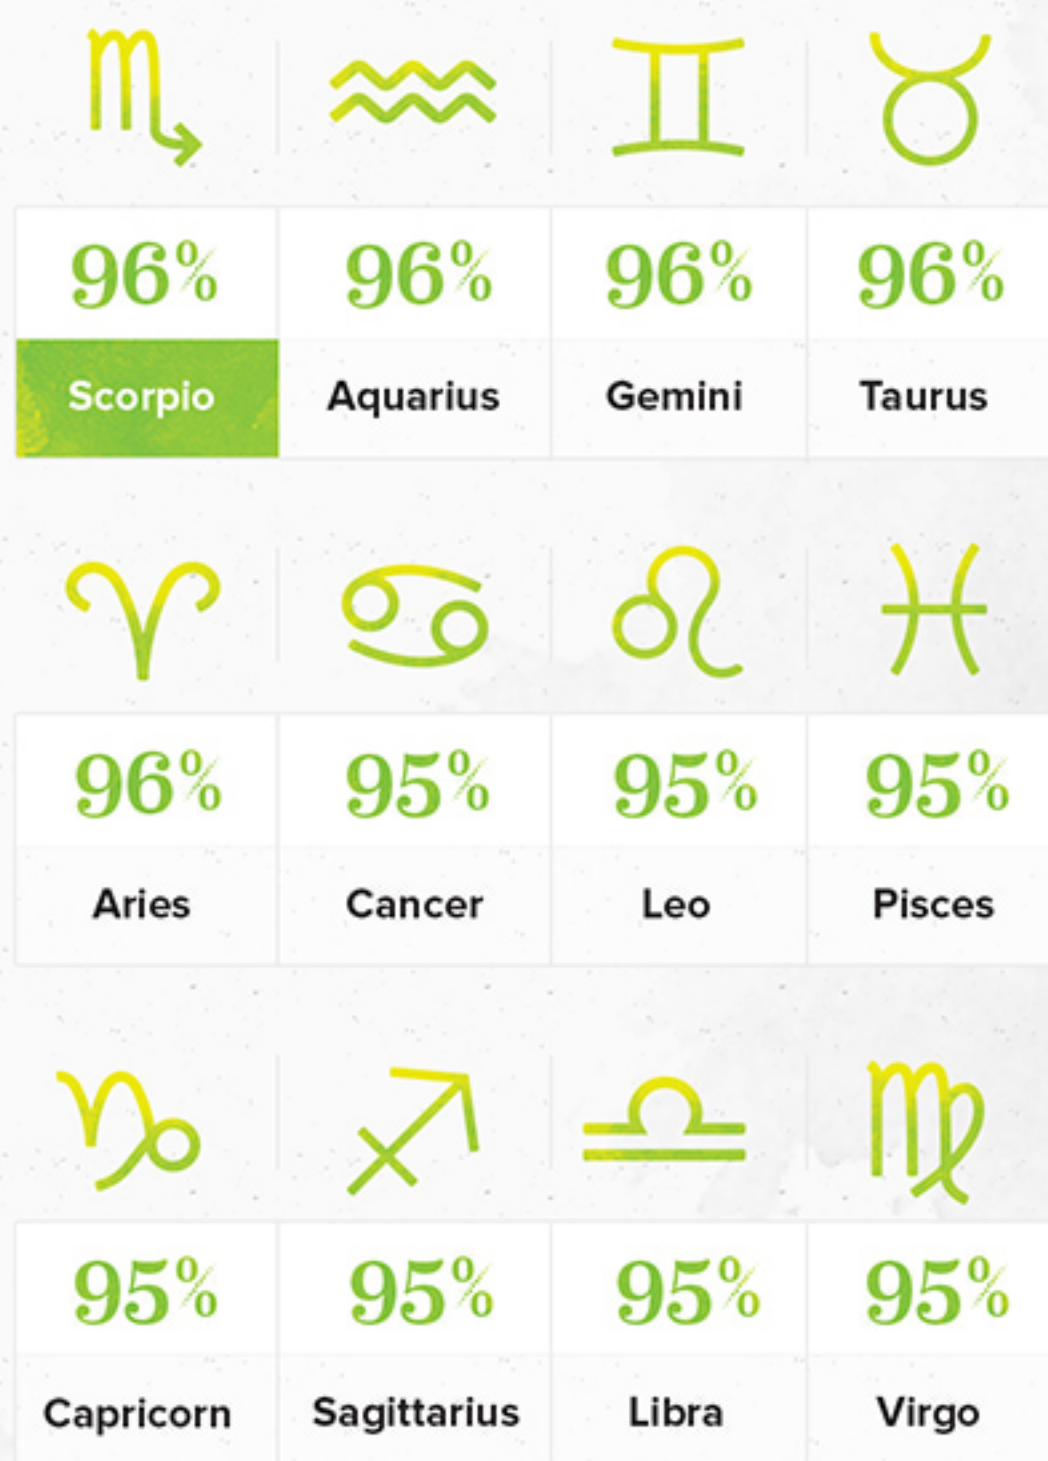 96% 96% 96% 96%
Scorpio Aquarius Gemini Taurus
96% 95% 95% 95%
Aries Cancer Leo Pisces
95% 95% 95% 95%
Capricorn Sagittarius Libra Virgo